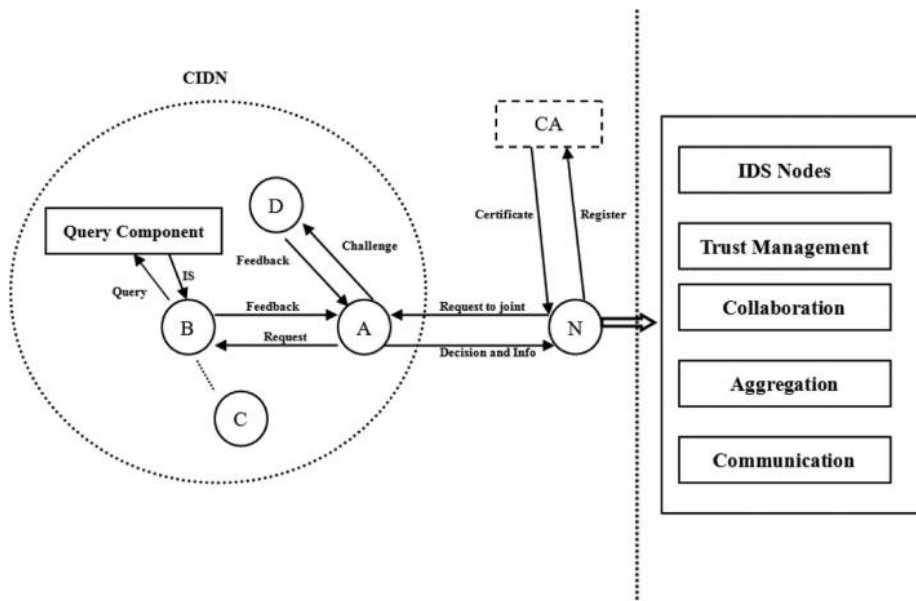 CIDN
CA
IDS Nodes
D
Certificate
Register
Query Component
Challenge
Trust Management
Feedback
IS
Query
Feedback
Request to joint
Collaboration
B
A
N
Request
Decision and Info
Aggregation
C
Communication